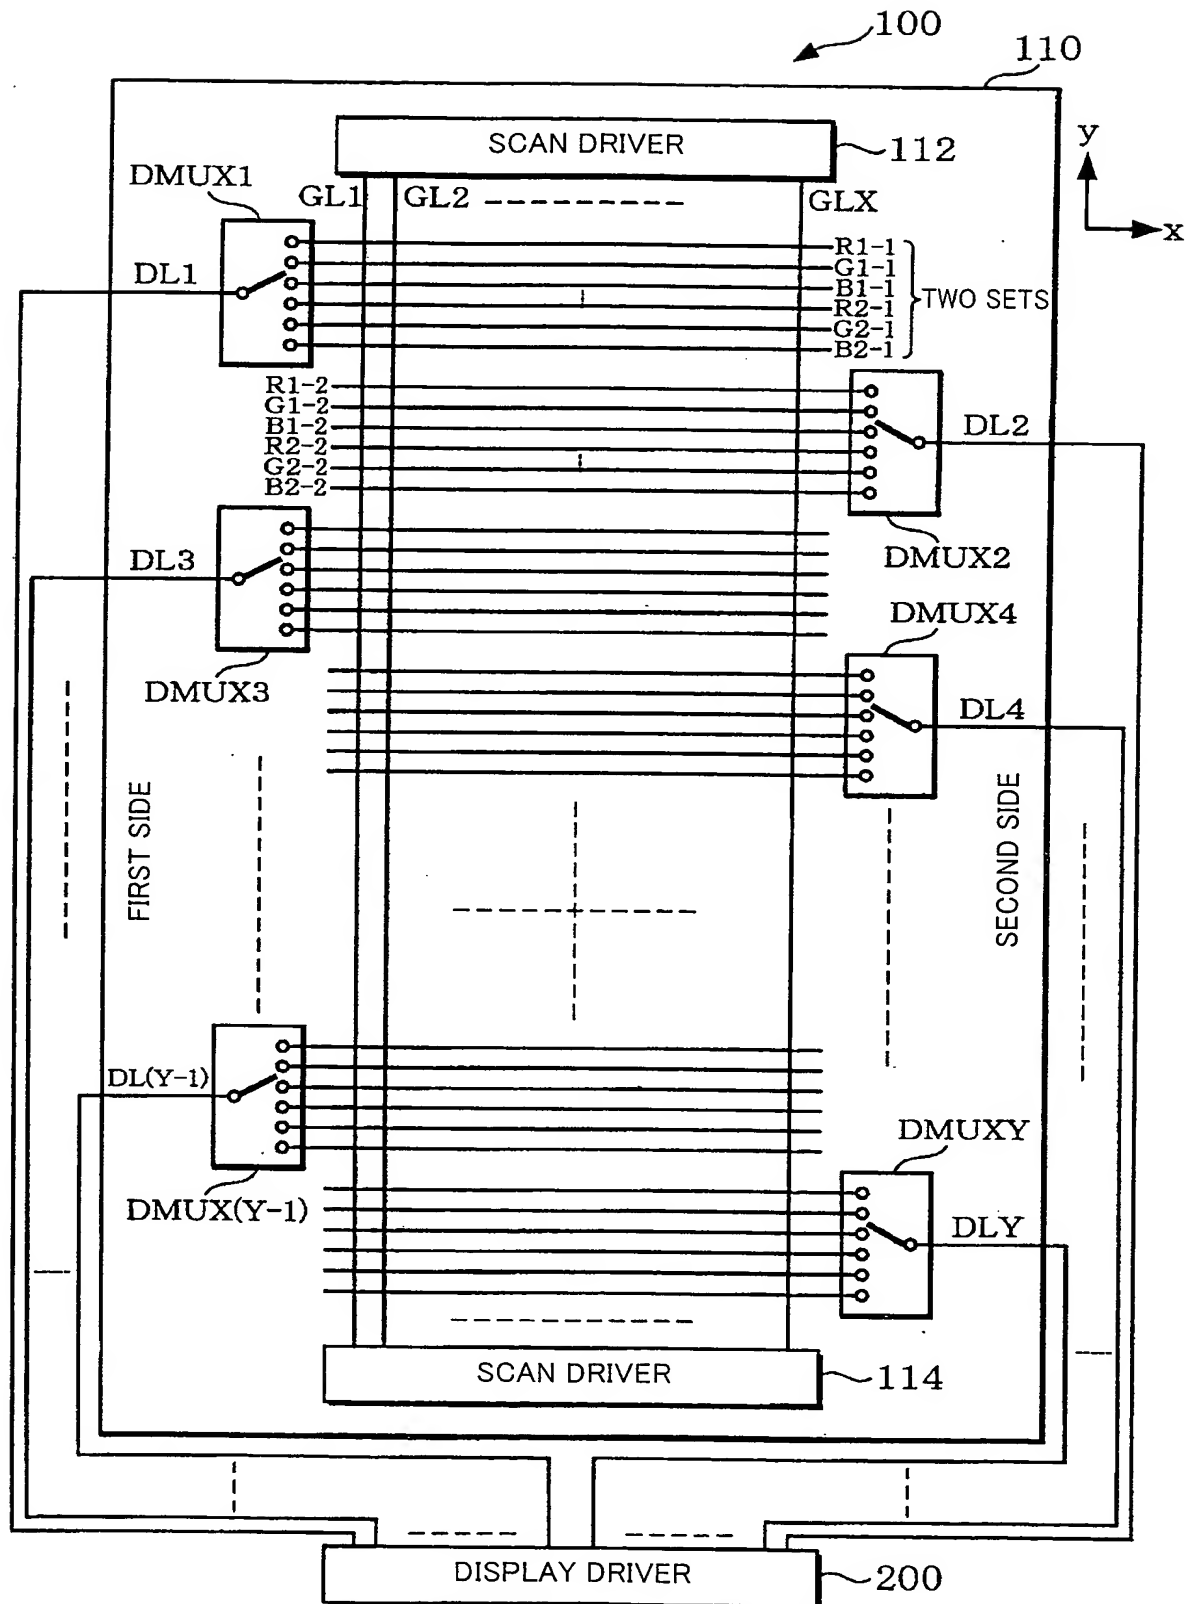 100
110
SCAN DRIVER
112
y
x
DMUX1
GL1
GL2
GLX
R1-1
G1-1
B1-1
R2-1
G2-1
B2-1
TWO SETS
DL1
R1-2
G1-2
B1-2
R2-2
G2-2
B2-2
DL2
DMUX2
DL3
DMUX3
DMUX4
DL4
FIRST SIDE
SECOND SIDE
DL(Y-1)
DMUX(Y-1)
DMUXY
DLY
SCAN DRIVER
114
DISPLAY DRIVER
200